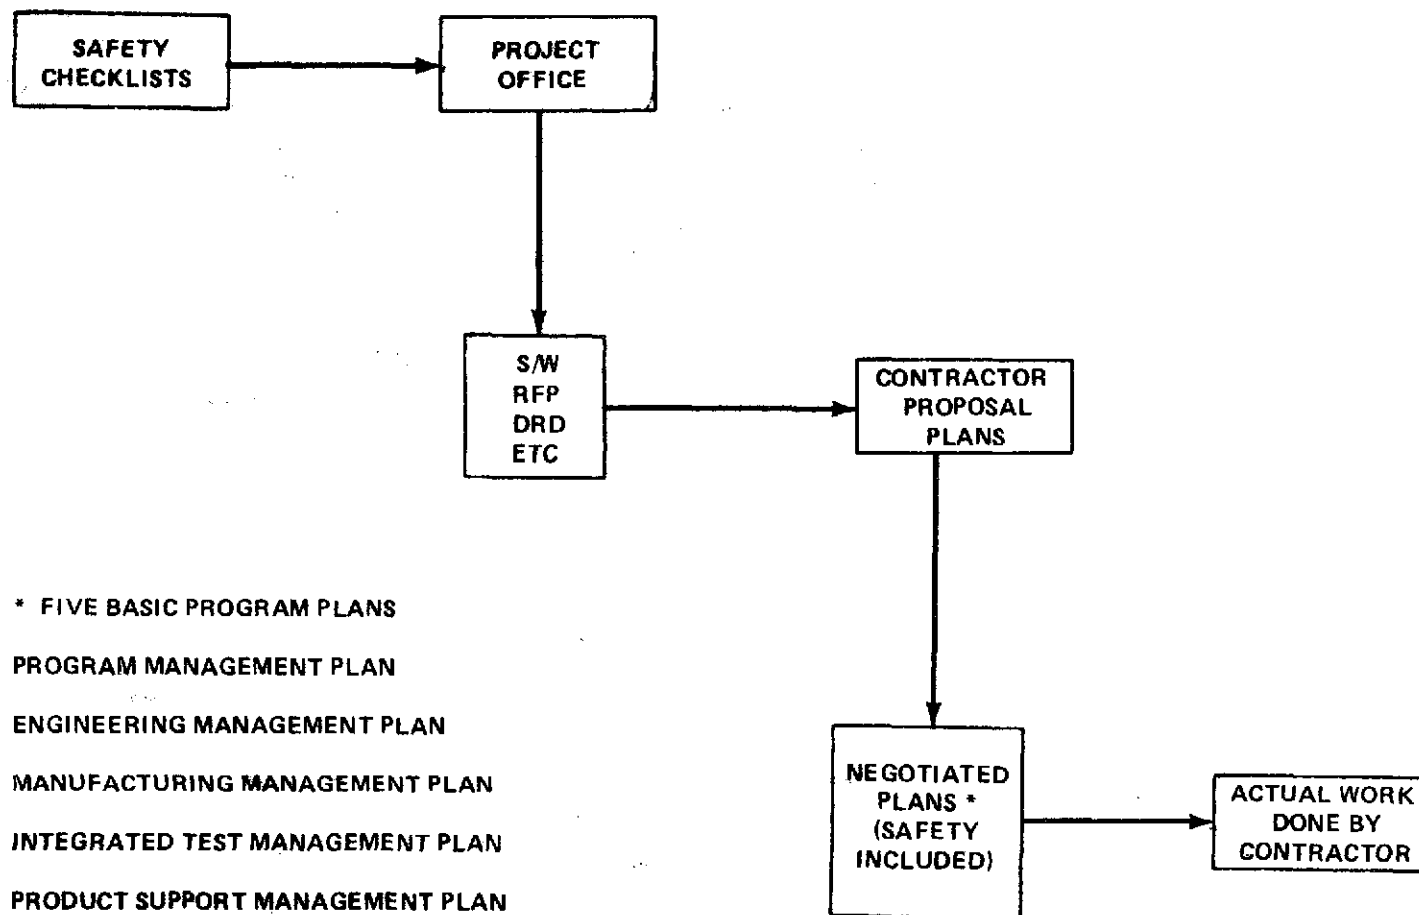 SAFETY
CHECKLISTS
PROJECT
OFFICE
S/W
RFP
DRD
ETC
CONTRACTOR
PROPOSAL
PLANS
* FIVE BASIC PROGRAM PLANS
PROGRAM MANAGEMENT PLAN
ENGINEERING MANAGEMENT PLAN
MANUFACTURING MANAGEMENT PLAN
INTEGRATED TEST MANAGEMENT PLAN
PRODUCT SUPPORT MANAGEMENT PLAN
NEGOTIATED
PLANS *
(SAFETY
INCLUDED)
ACTUAL WORK
DONE BY
CONTRACTOR